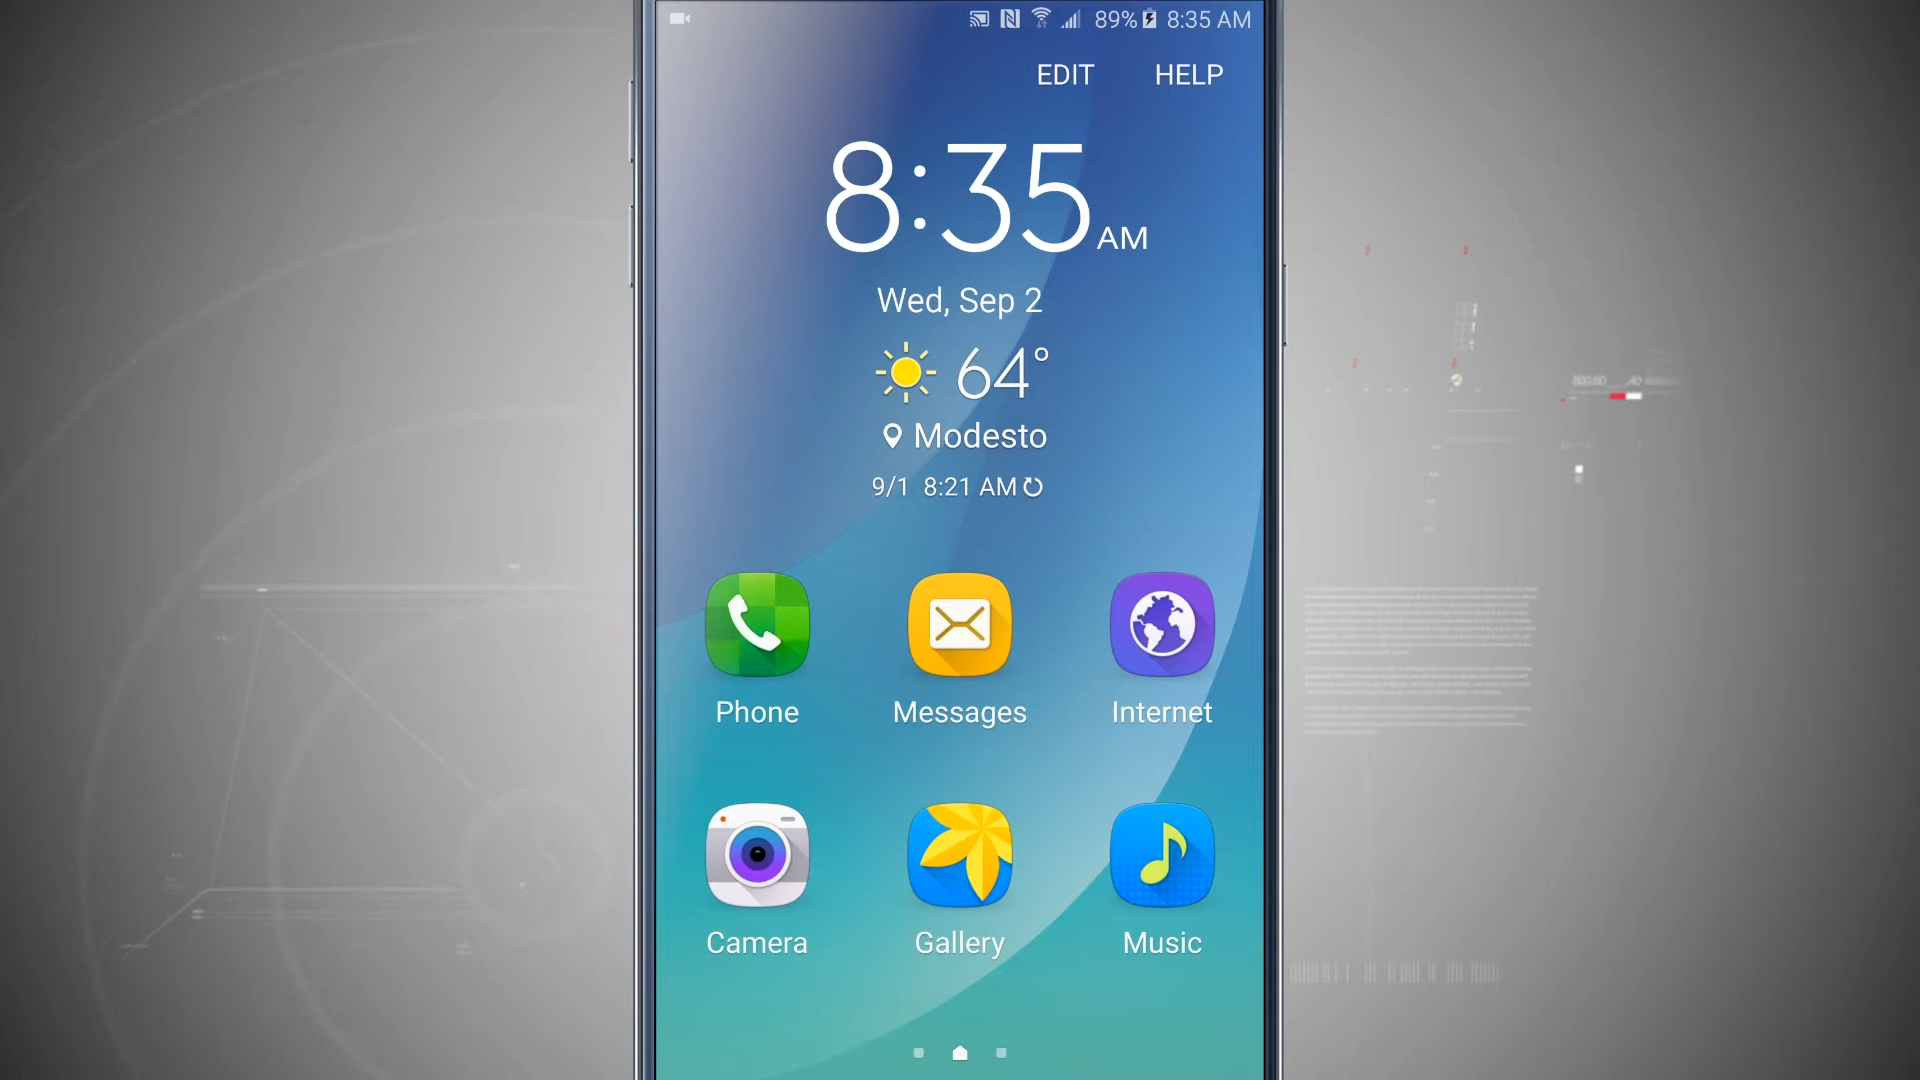 89% 8:35 AM
EDIT HELP
8:35 AM
Wed, Sep 2
64°
Modesto
9/1 8:21 AM
Phone Messages Internet
Camera Gallery Music